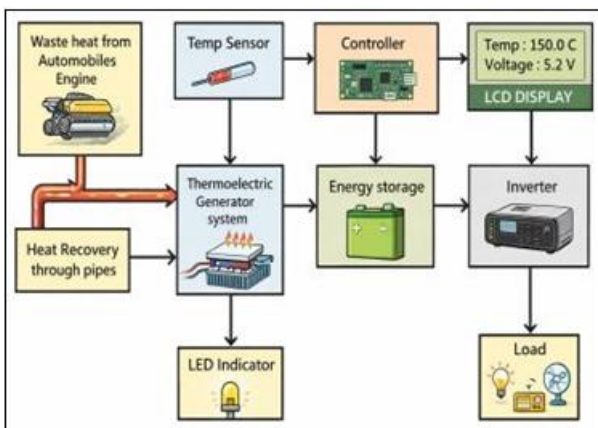 Waste heat from
Automobiles
Engine
Temp Sensor
Controller
Temp : 150.0 C
Voltage : 5.2 V
LCD DISPLAY
Thermoelectric
Generator
system
Energy storage
Inverter
Heat Recovery
through pipes
LED Indicator
Load